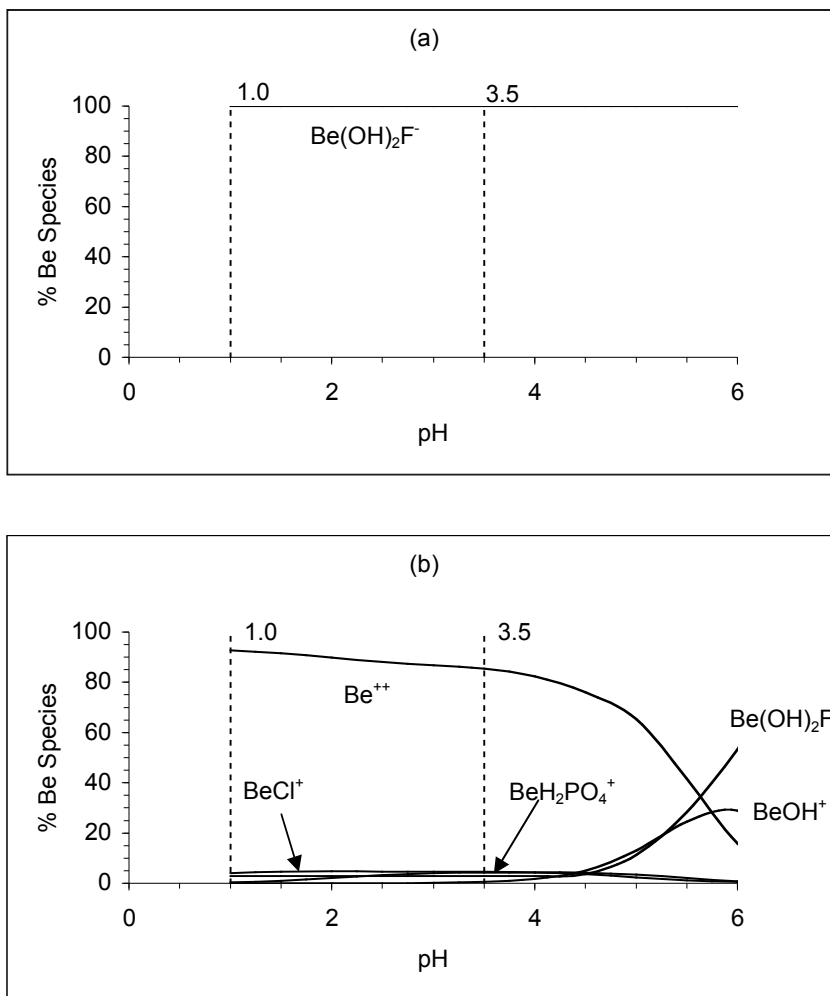 (a)
1.0
3.5
Be(OH)₂F⁻
100
80
60
40
20
0
% Be Species
0 2 4 6
pH
(b)
1.0
3.5
Be⁺⁺
Be(OH)₂F
BeCl⁺
BeH₂PO₄⁺
BeOH⁺
100
80
60
40
20
0
% Be Species
0 2 4 6
pH